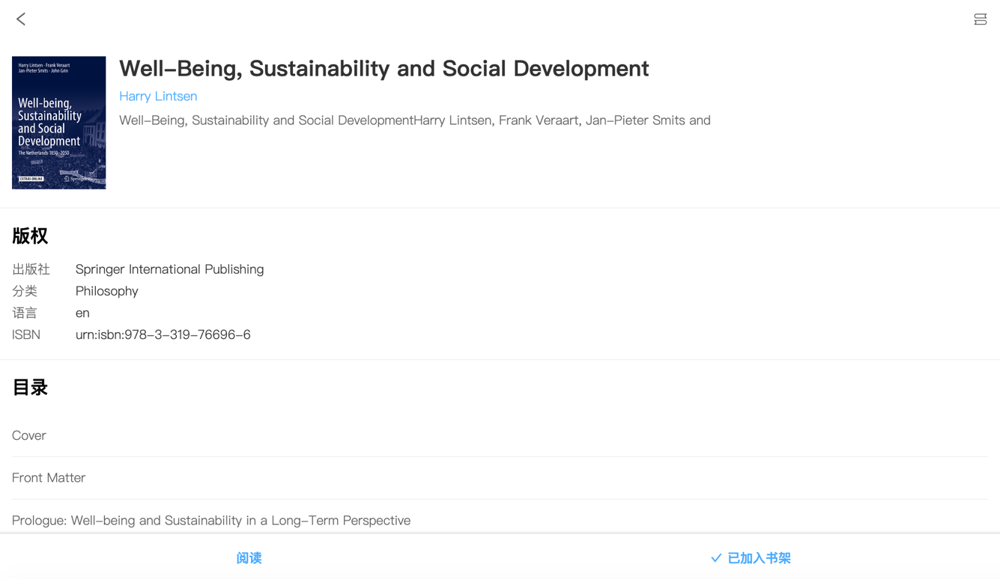 Harry Lintsen · Frank Veraart
Jan-Pieter Smits · John Grin
Well-being,
Sustainability
and Social
Development
The Netherlands 1850–2050
EXTRAS ONLINE
Springer
Well–Being, Sustainability and Social Development
Harry Lintsen
Well–Being, Sustainability and Social DevelopmentHarry Lintsen, Frank Veraart, Jan–Pieter Smits and
版权
出版社 Springer International Publishing
分类 Philosophy
语言 en
ISBN urn:isbn:978–3–319–76696–6
目录
Cover
Front Matter
Prologue: Well–being and Sustainability in a Long–Term Perspective
阅读 已加入书架